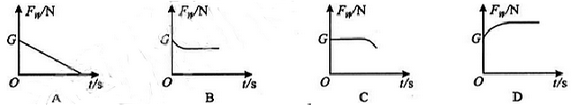 F_W/N F_W/N F_W/N F_W/N
G G G G
O t/s O t/s O t/s O t/s
A B C D